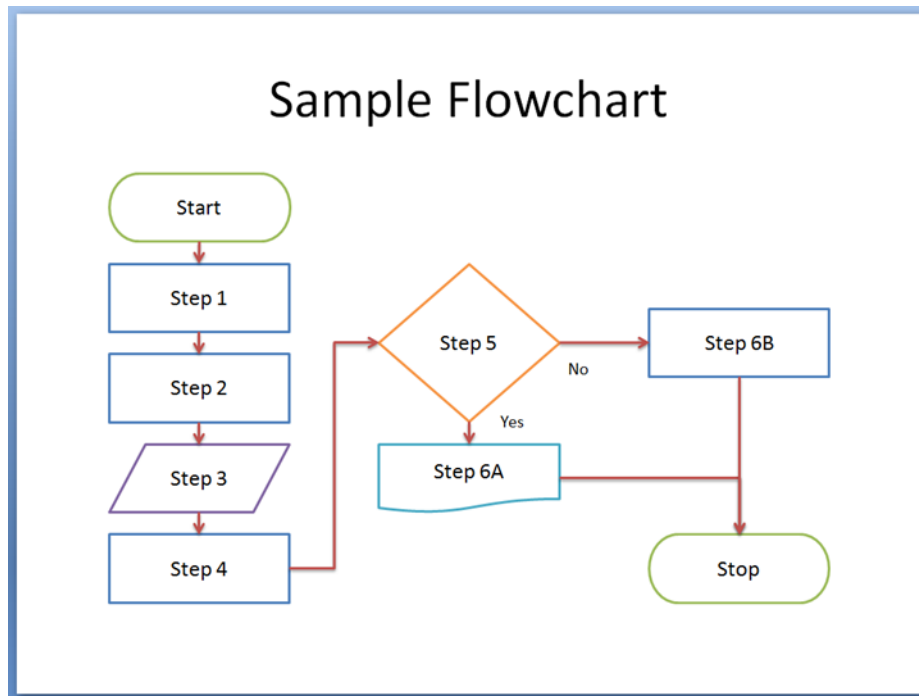 Sample Flowchart
Start
Step 1
Step 2
Step 3
Step 4
Step 5
No
Yes
Step 6A
Step 6B
Stop